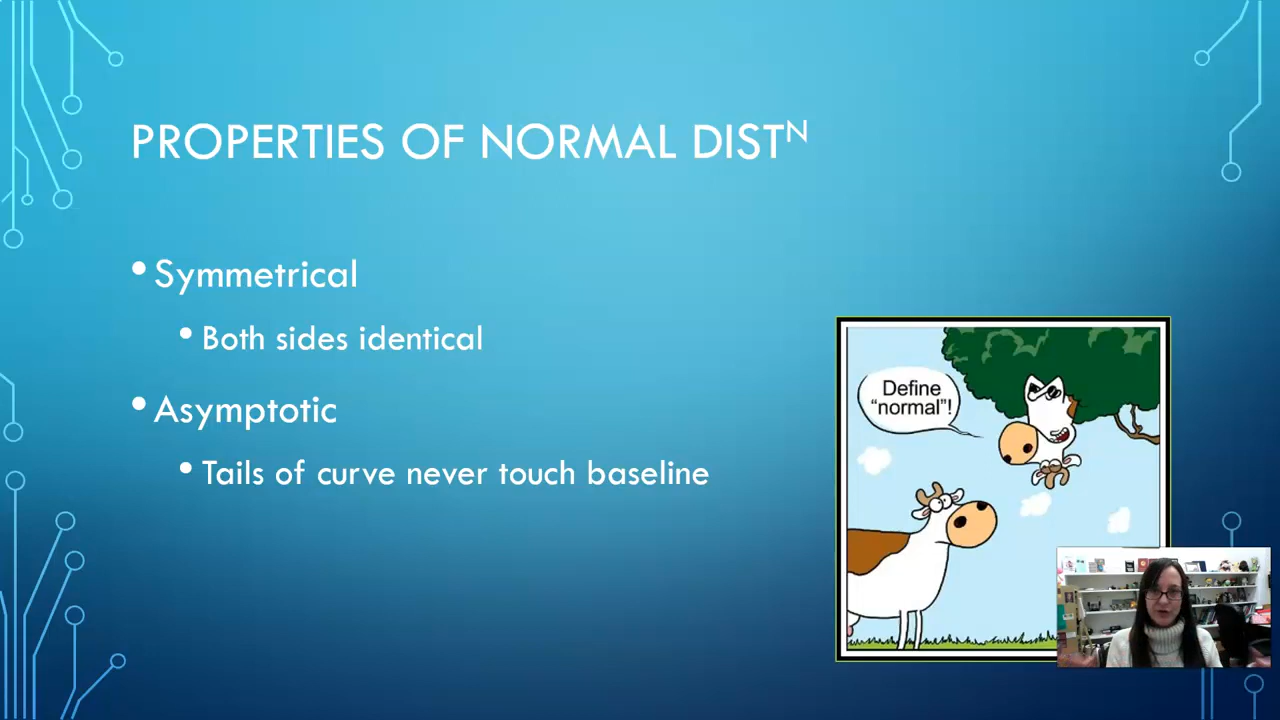 PROPERTIES OF NORMAL DISTᴺ
• Symmetrical
• Both sides identical
• Asymptotic
• Tails of curve never touch baseline
Define
“normal”!